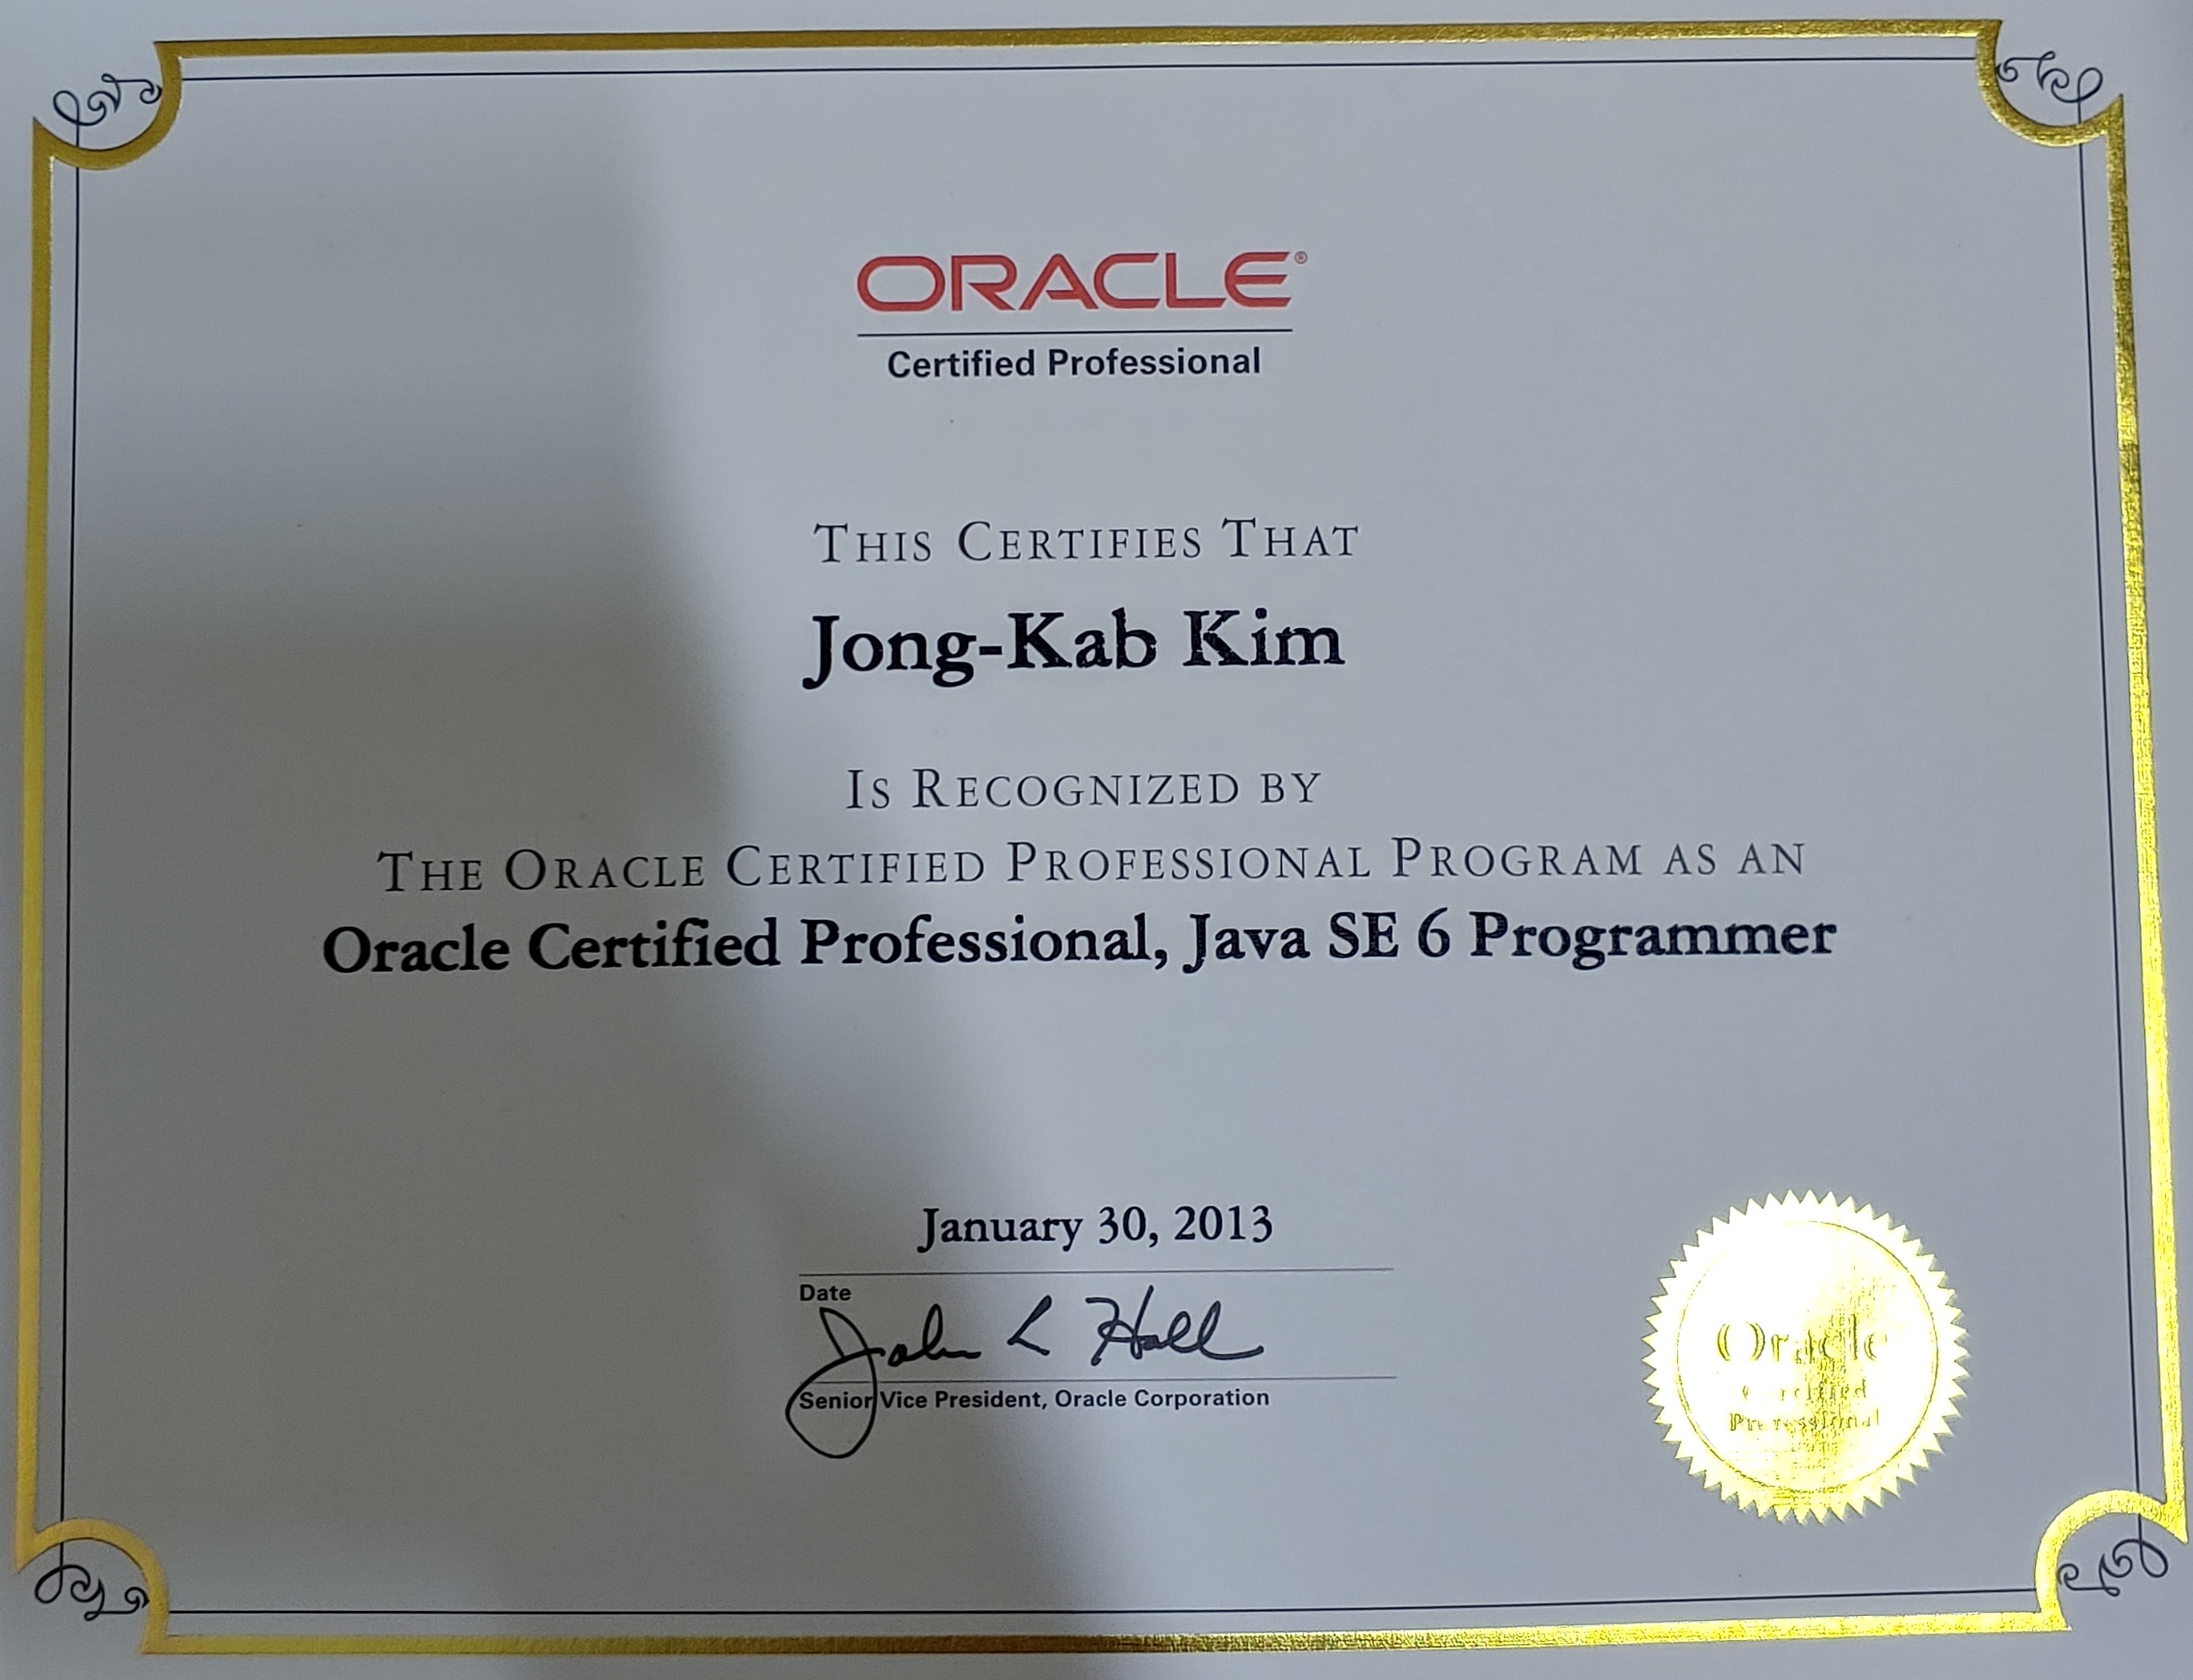 ORACLE®
Certified Professional
THIS CERTIFIES THAT
Jong-Kab Kim
IS RECOGNIZED BY
THE ORACLE CERTIFIED PROFESSIONAL PROGRAM AS AN
Oracle Certified Professional, Java SE 6 Programmer
January 30, 2013
Date
John L Hall
Senior Vice President, Oracle Corporation
Oracle
Certified
Professional